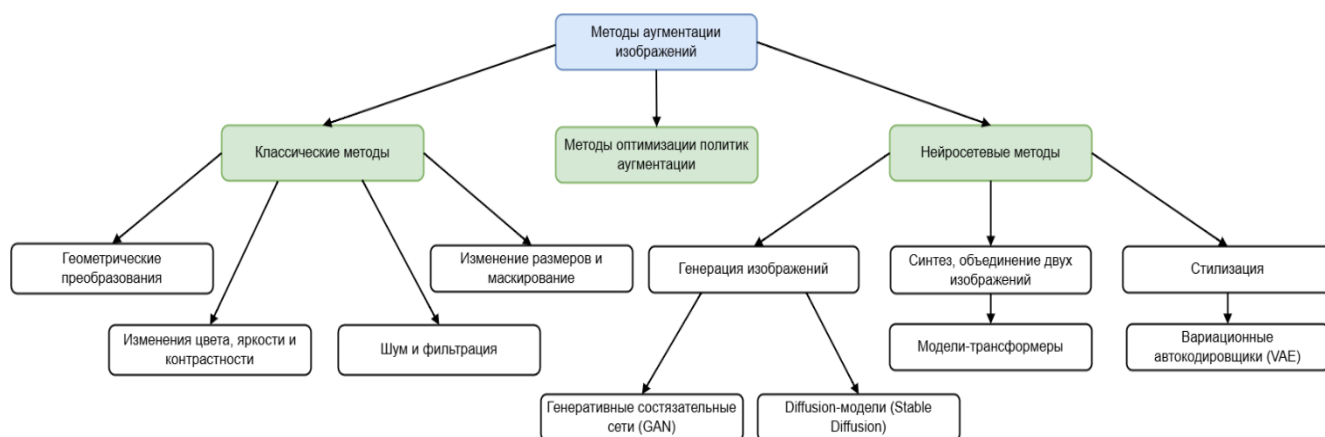 Методы аугментации
изображений
Классические методы
Методы оптимизации политик
аугментации
Нейросетевые методы
Геометрические
преобразования
Изменение размеров и
маскирование
Генерация изображений
Синтез, объединение двух
изображений
Стилизация
Изменения цвета, яркости и
контрастности
Шум и фильтрация
Модели-трансформеры
Вариационные
автокодировщики (VAE)
Генеративные состязательные
сети (GAN)
Diffusion-модели (Stable
Diffusion)